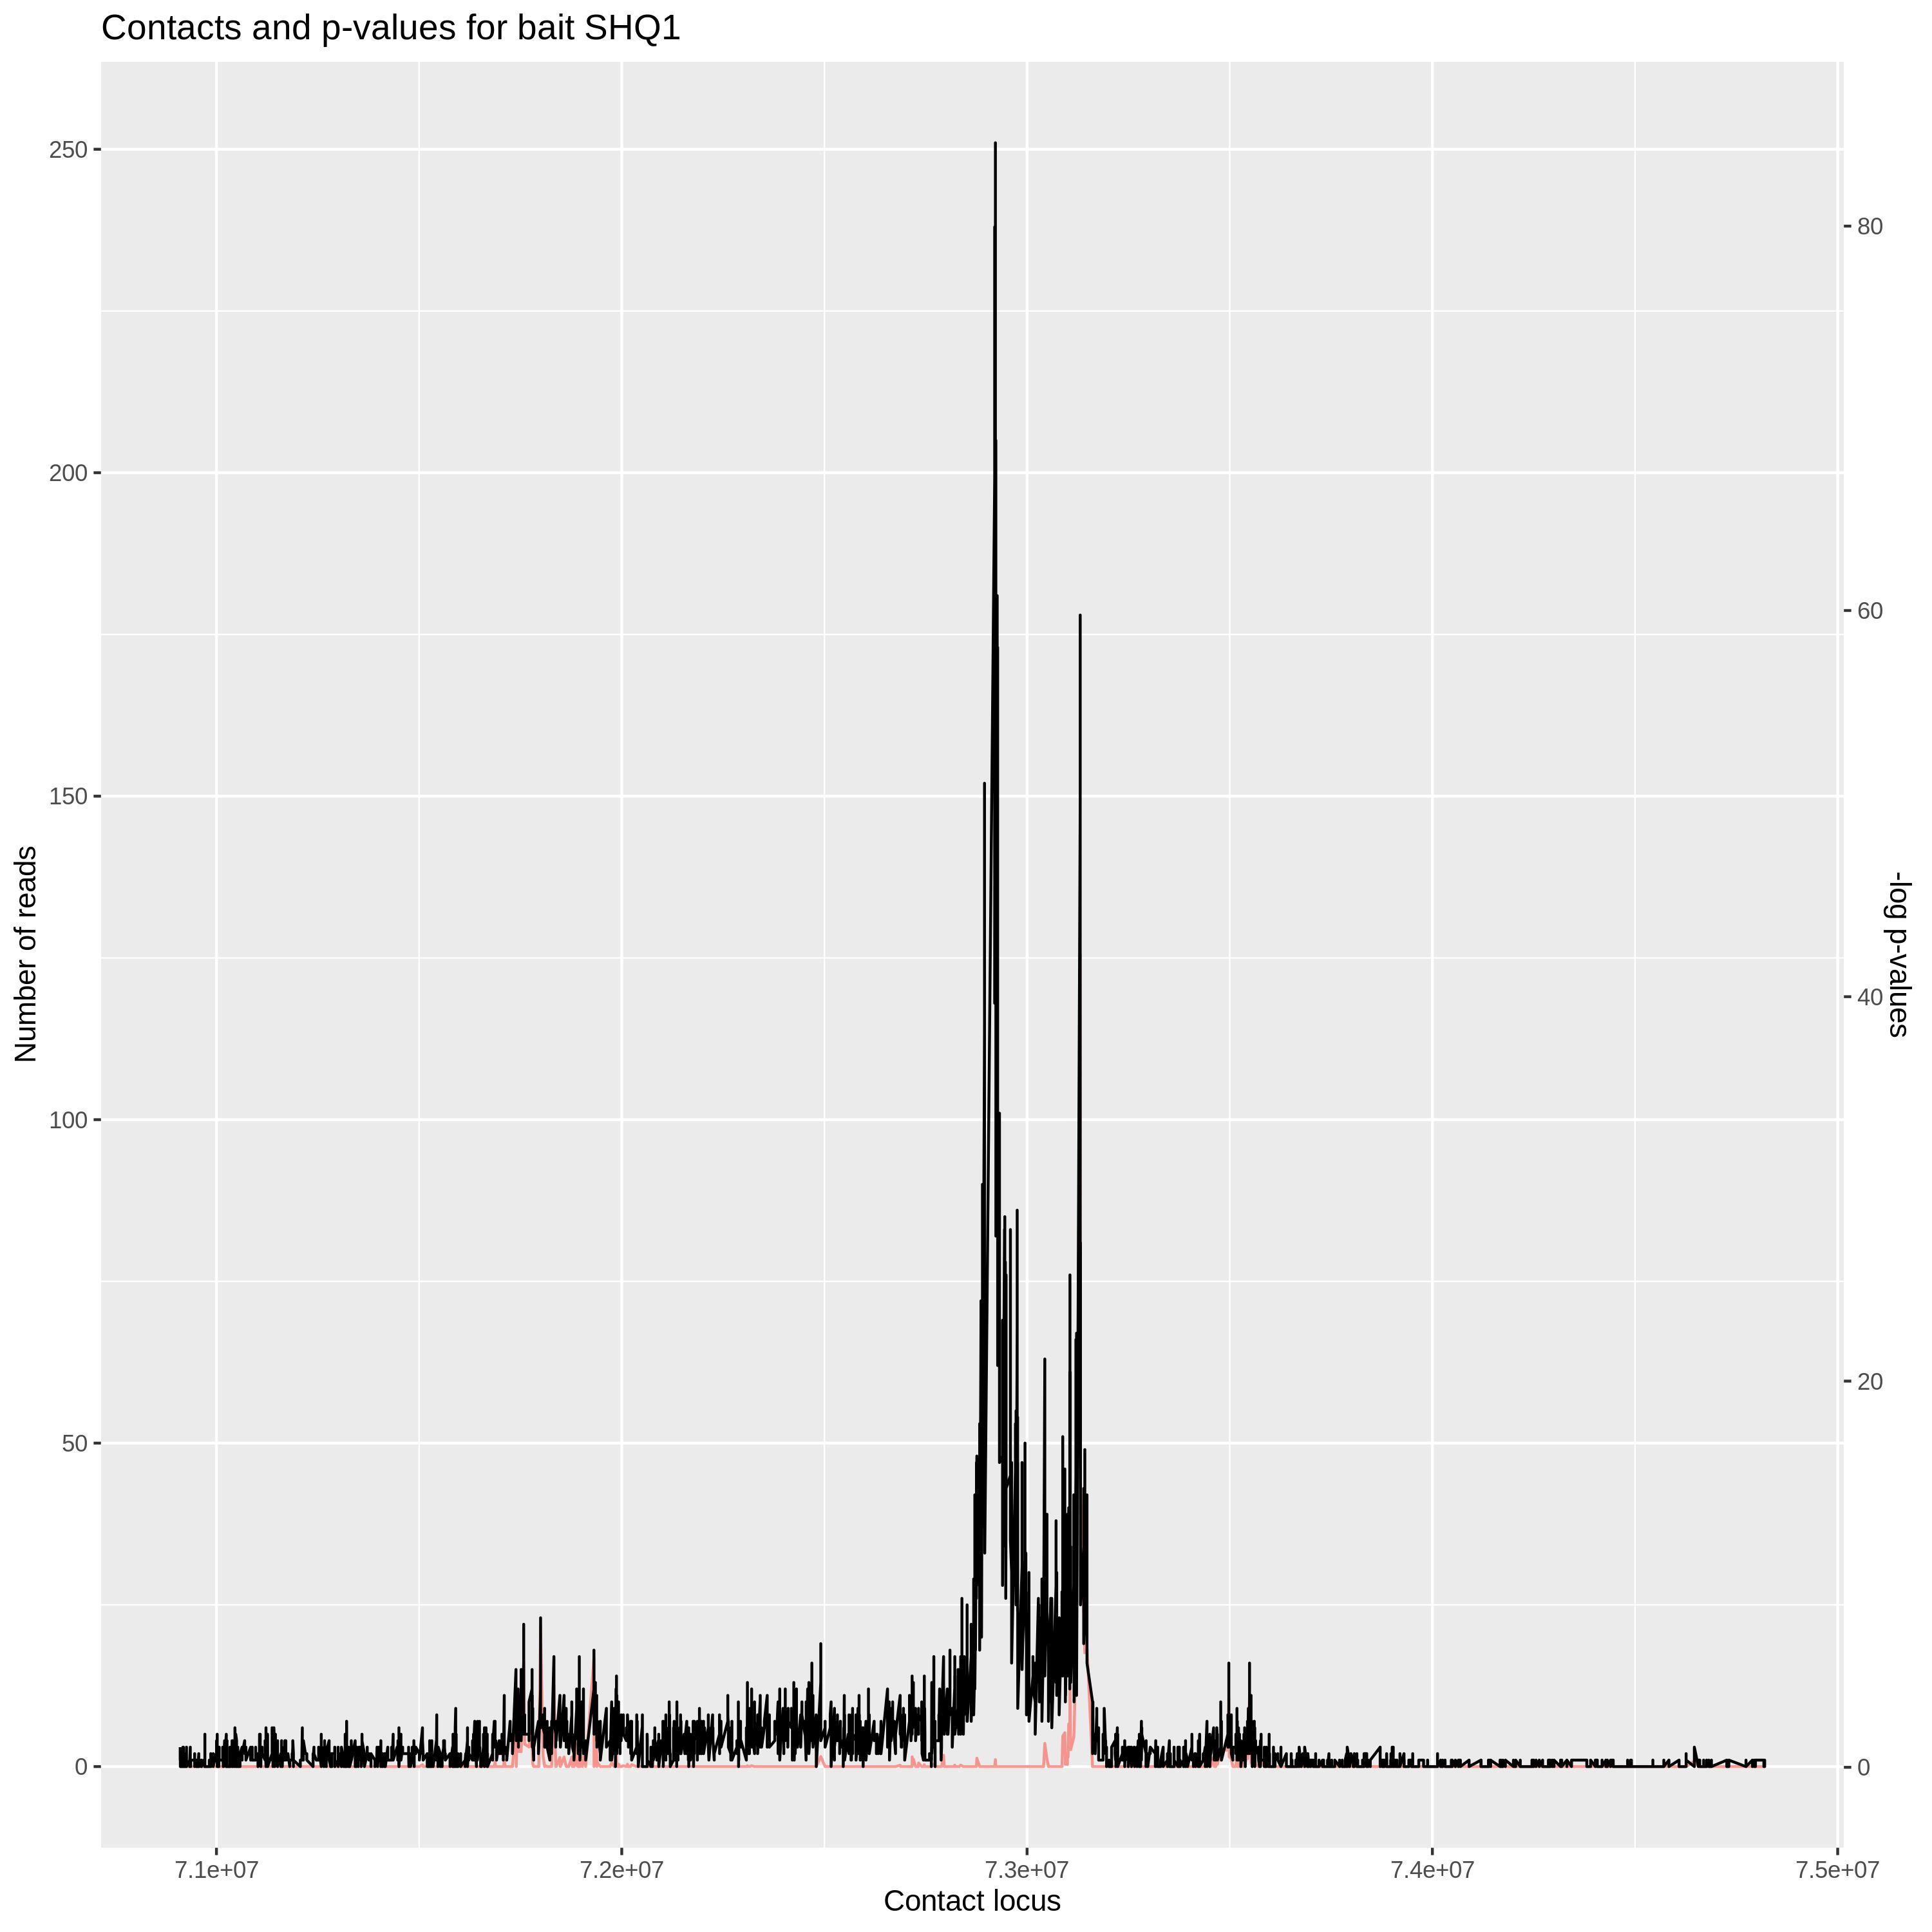 Contacts and p-values for bait SHQ1
250
200
150
100
50
0
Number of reads
80
60
40
20
0
-log p-values
7.1e+07
7.2e+07
7.3e+07
7.4e+07
7.5e+07
Contact locus